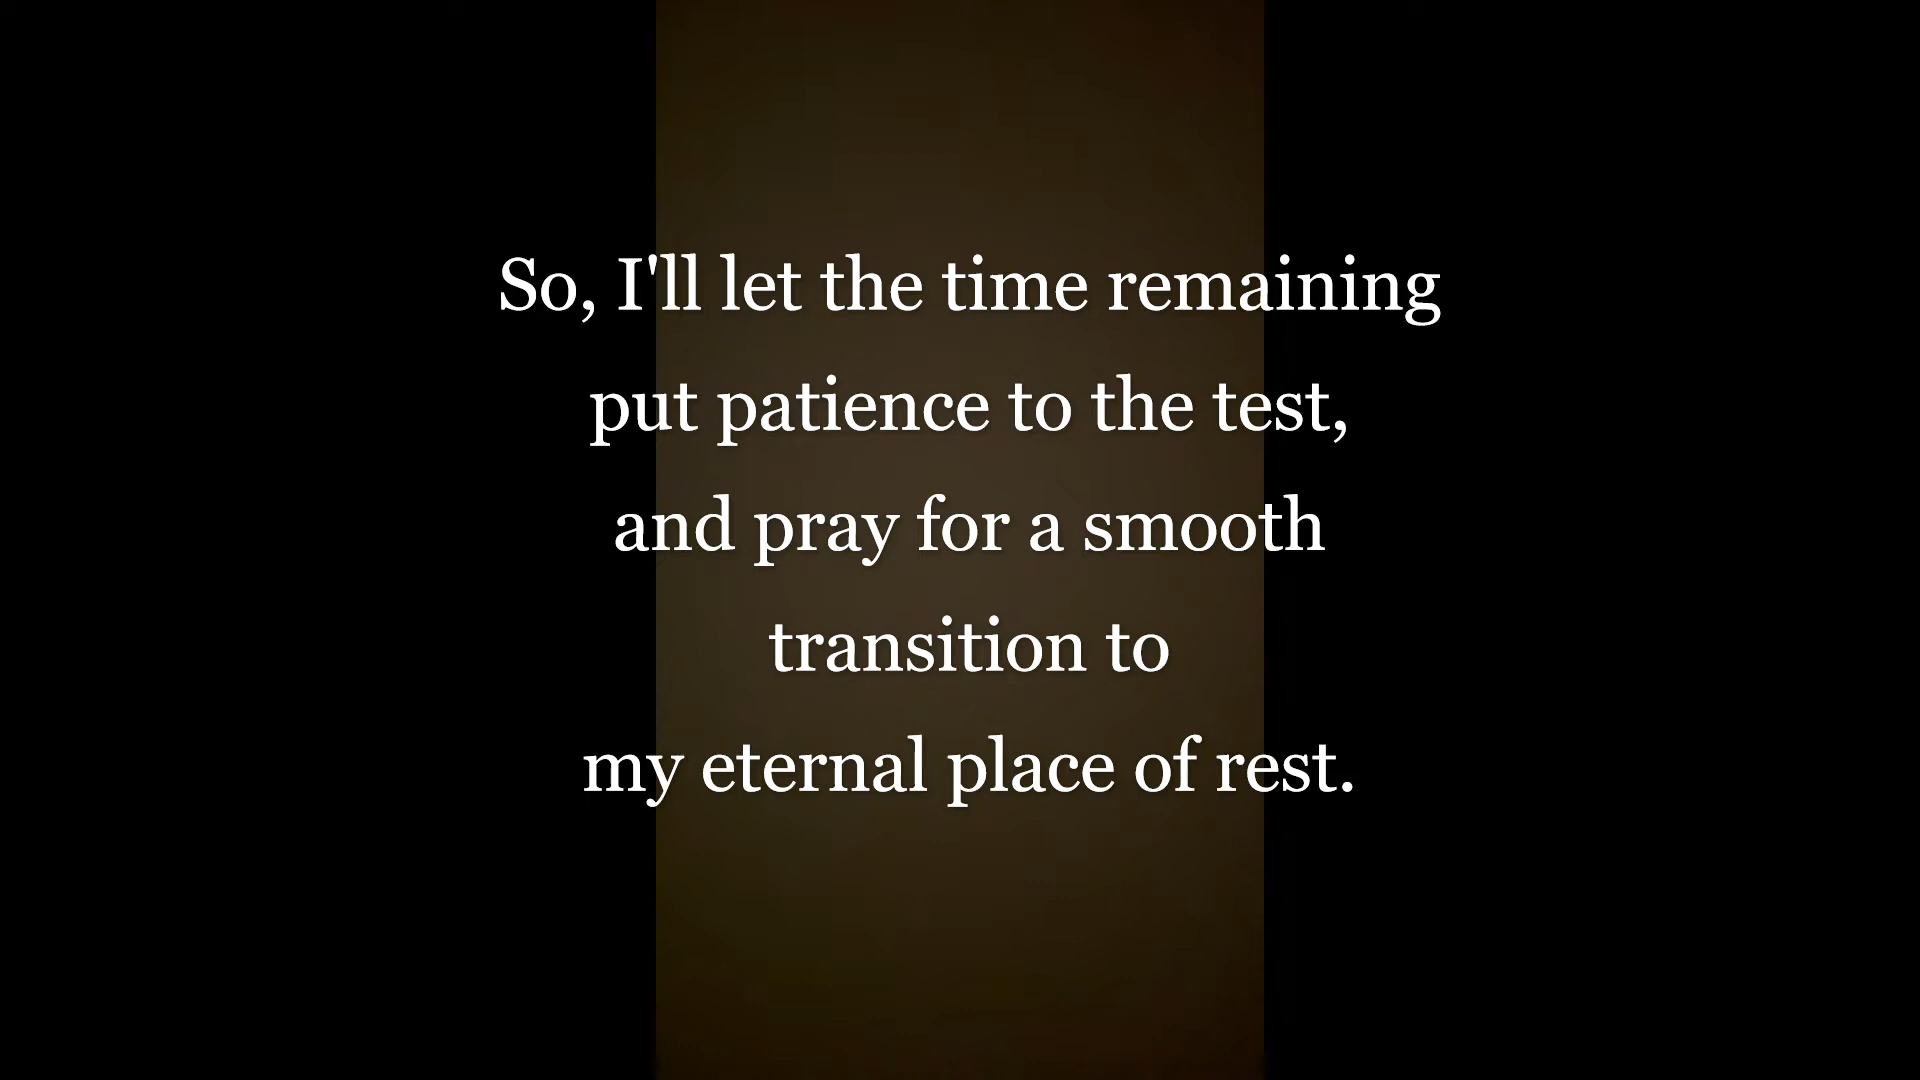 So, I'll let the time remaining
put patience to the test,
and pray for a smooth
transition to
my eternal place of rest.